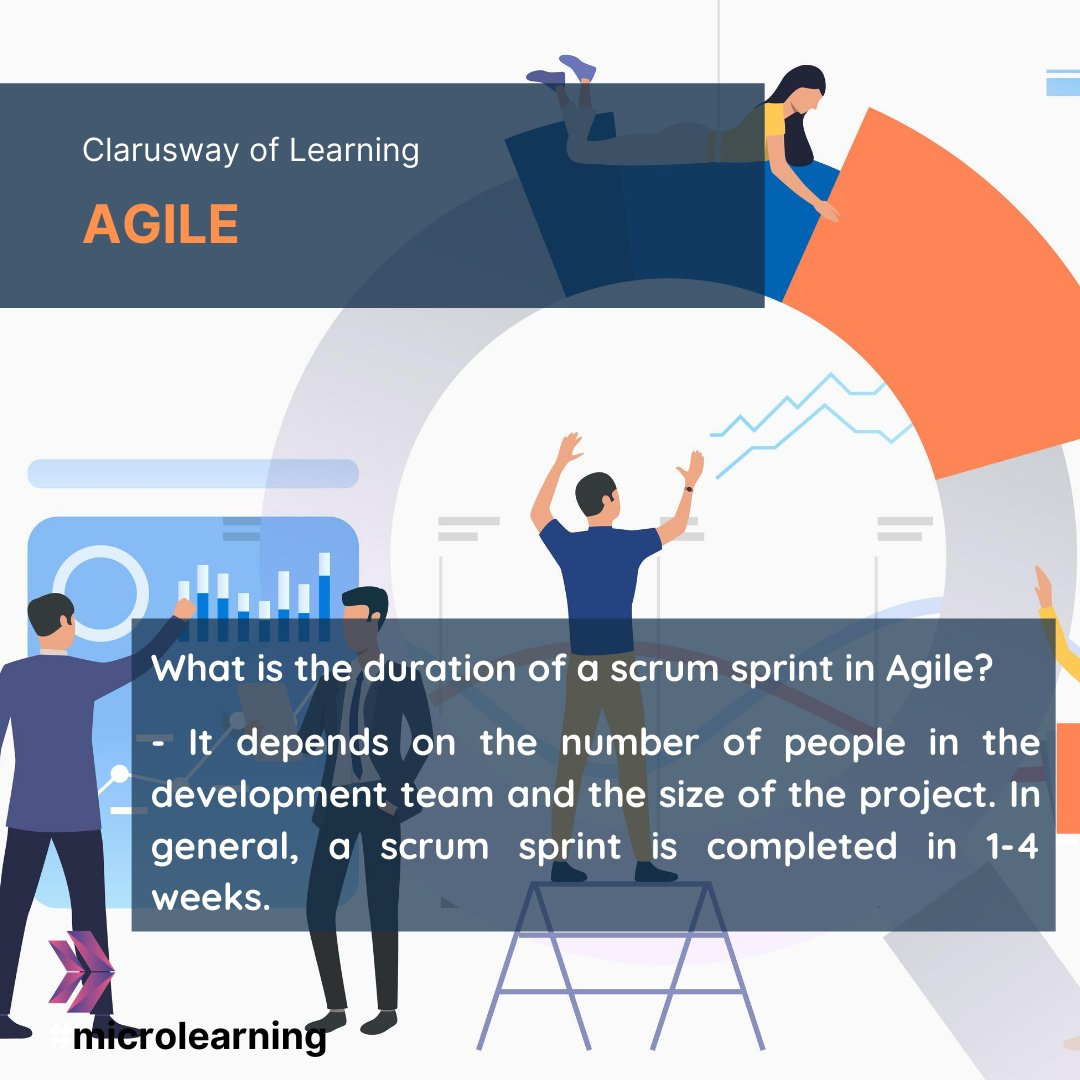 Clarusway of Learning
AGILE
What is the duration of a scrum sprint in Agile?
- It depends on the number of people in the
development team and the size of the project. In
general, a scrum sprint is completed in 1-4
weeks.
#microlearning